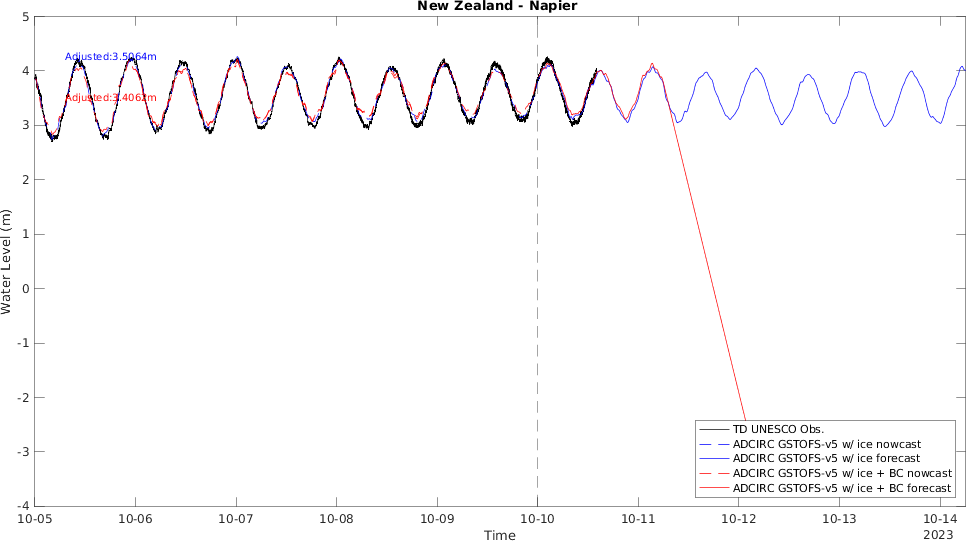 New Zealand - Napier
5
4
3
2
1
0
-1
-2
-3
-4
Water Level (m)
Adjusted:3.5064m
Adjusted:3.4067m
TD UNESCO Obs.
ADCIRC GSTOFS-v5 w/ ice nowcast
ADCIRC GSTOFS-v5 w/ ice forecast
ADCIRC GSTOFS-v5 w/ ice + BC nowcast
ADCIRC GSTOFS-v5 w/ ice + BC forecast
10-05 10-06 10-07 10-08 10-09 10-10 10-11 10-12 10-13 10-14
2023
Time